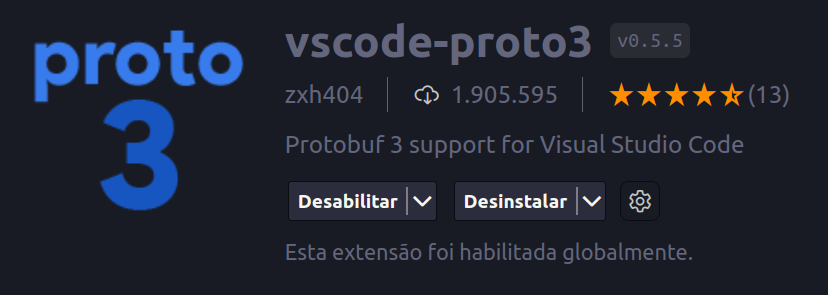 proto
3
vscode-proto3 v0.5.5
zxh404 1.905.595 (13)
Protobuf 3 support for Visual Studio Code
Desabilitar Desinstalar
Esta extensão foi habilitada globalmente.